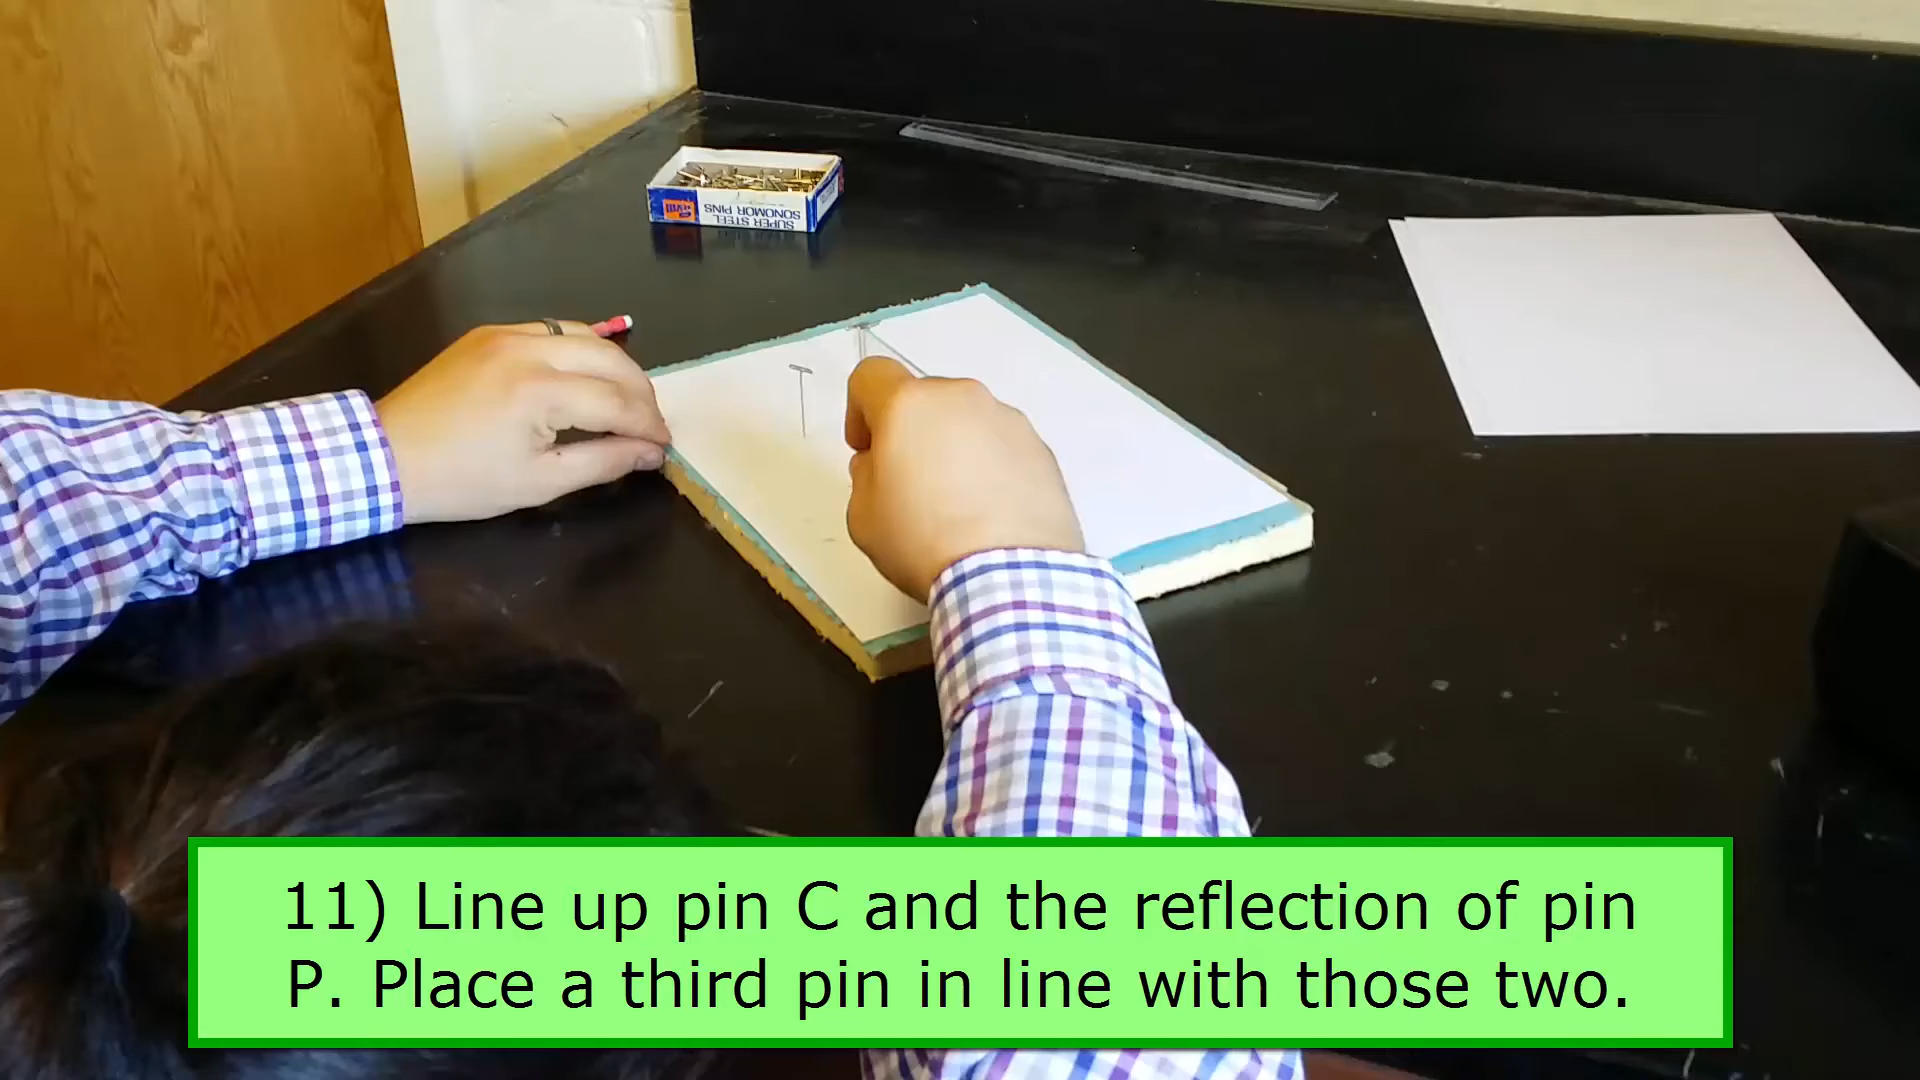 SUPER STEEL
SONOMOR PINS
11) Line up pin C and the reflection of pin
P. Place a third pin in line with those two.